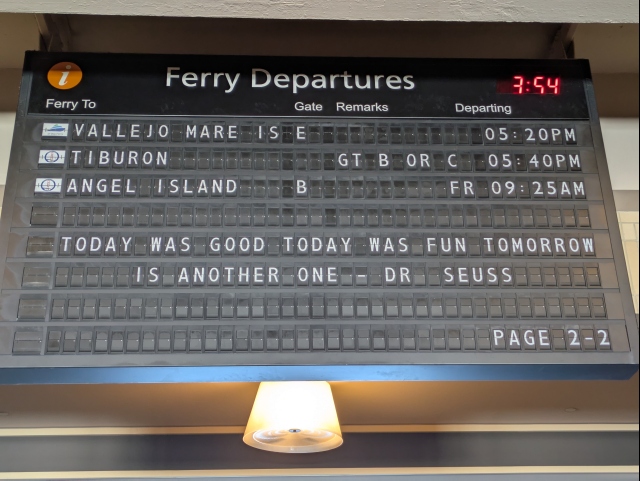 i Ferry Departures 3:54
Ferry To Gate Remarks Departing
VALLEJO MARE IS E 05:20PM
TIBURON GT B OR C 05:40PM
ANGEL ISLAND B FR 09:25AM
TODAY WAS GOOD TODAY WAS FUN TOMORROW
IS ANOTHER ONE - DR SEUSS
PAGE 2-2